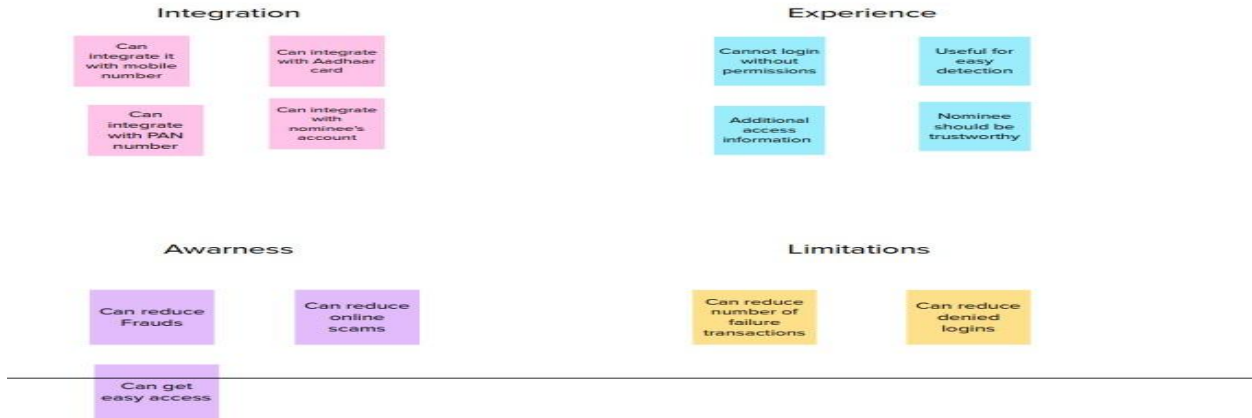 Integration
Can
integrate it
with mobile
number
Can integrate
with Aadhaar
card
Can
integrate
with PAN
number
Can integrate
with
nominee's
account
Experience
Cannot login
without
permissions
Useful for
easy
detection
Additional
access
information
Nominee
should be
trustworthy
Awarness
Can reduce
Frauds
Can reduce
online
scams
Can get
easy access
Limitations
Can reduce
number of
failure
transactions
Can reduce
denied
logins